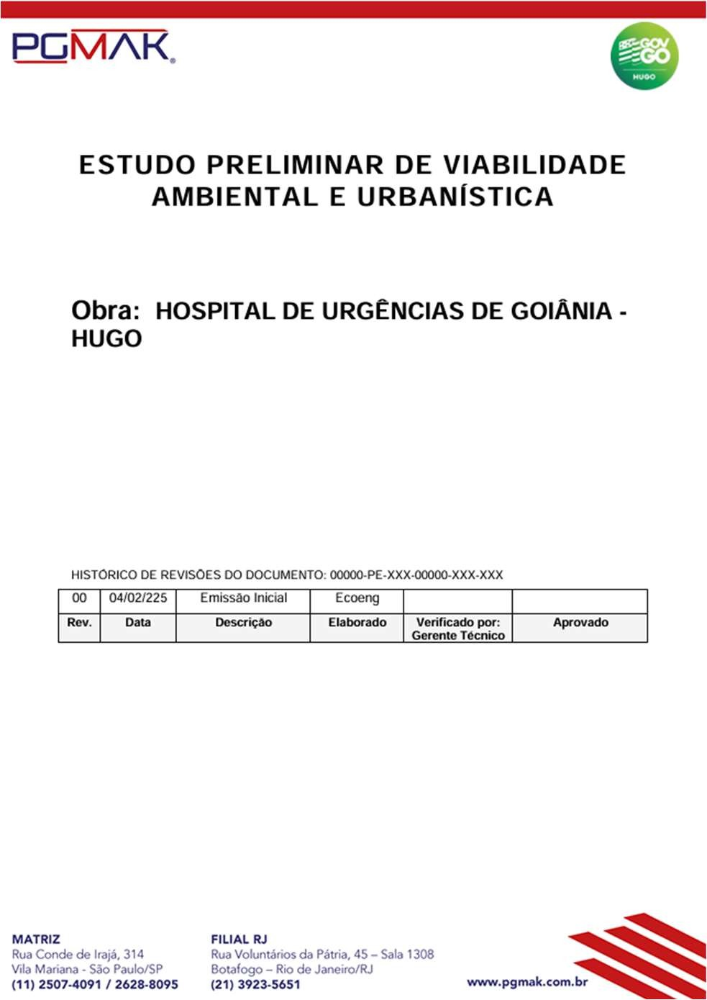 PGMAK®
GOV
GO
HUGO
ESTUDO PRELIMINAR DE VIABILIDADE
AMBIENTAL E URBANÍSTICA
Obra: HOSPITAL DE URGÊNCIAS DE GOIÂNIA -
HUGO
HISTÓRICO DE REVISÕES DO DOCUMENTO: 00000-PE-XXX-00000-XXX-XXX
00 04/02/225 Emissão Inicial Ecoeng
Rev. Data Descrição Elaborado Verificado por: Aprovado
Gerente Técnico
MATRIZ
Rua Conde de Irajá, 314
Vila Mariana - São Paulo/SP
(11) 2507-4091 / 2628-8095
FILIAL RJ
Rua Voluntários da Pátria, 45 – Sala 1308
Botafogo – Rio de Janeiro/RJ
(21) 3923-5651
www.pgmak.com.br